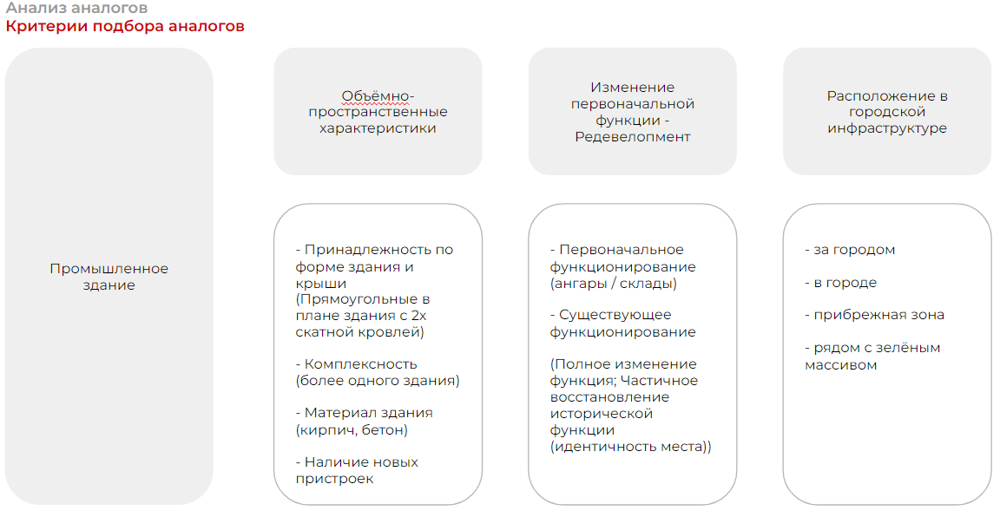 Анализ аналогов
Критерии подбора аналогов
Промышленное
здание
Объёмно-
пространственные
характеристики
Изменение
первоначальной
функции -
Редевелопмент
Расположение в
городской
инфраструктуре
- Принадлежность по
форме здания и
крыши
(Прямоугольные в
плане здания с 2х
скатной кровлей)
- Комплексность
(более одного здания)
- Материал здания
(кирпич, бетон)
- Наличие новых
пристроек
- Первоначальное
функционирование
(ангары / склады)
- Существующее
функционирование
(Полное изменение
функция; Частичное
восстановление
исторической
функции
(идентичность места))
- за городом
- в городе
- прибрежная зона
- рядом с зелёным
массивом